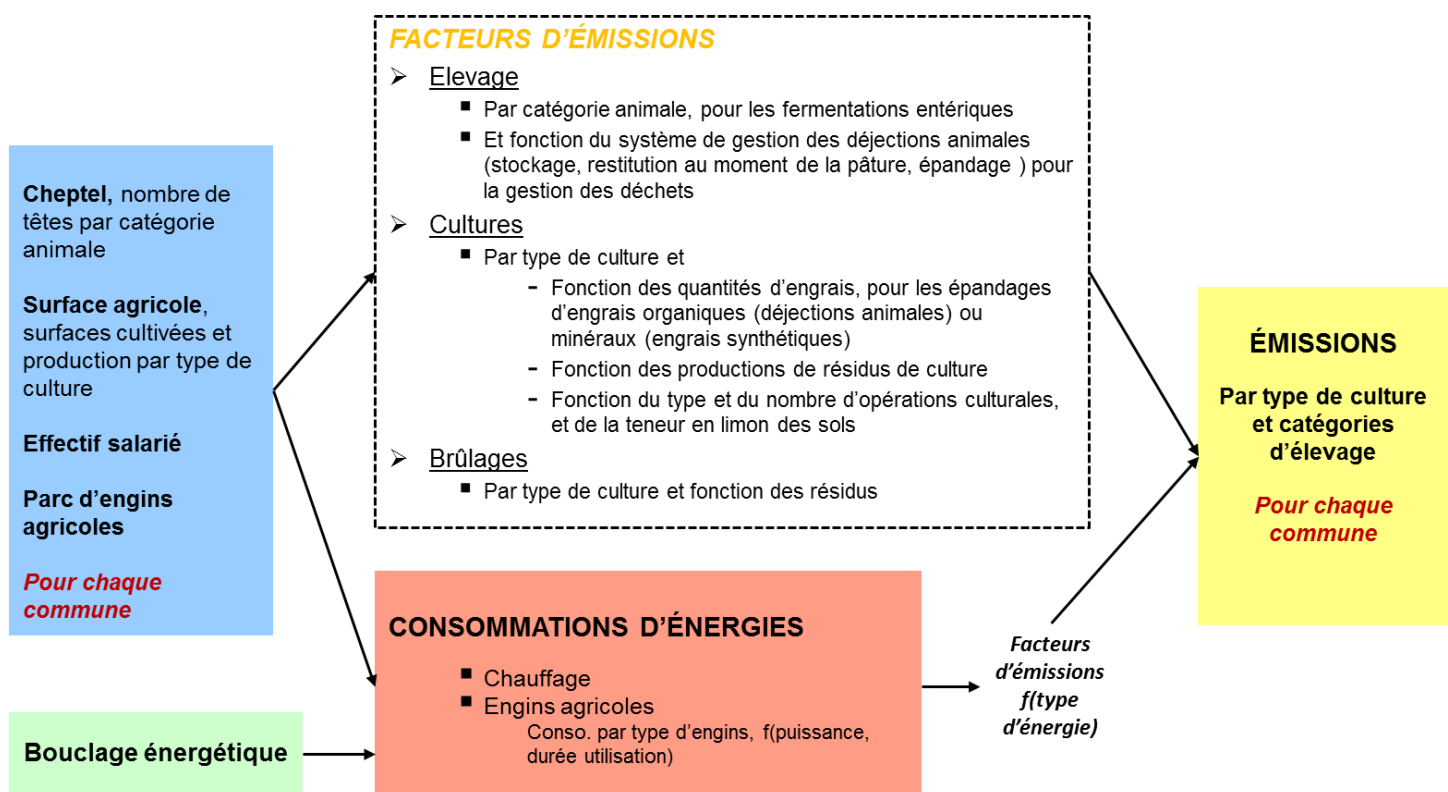 Cheptel, nombre de
têtes par catégorie
animale
Surface agricole,
surfaces cultivées et
production par type de
culture
Effectif salarié
Parc d’engins
agricoles
Pour chaque
commune
Bouclage énergétique
FACTEURS D’ÉMISSIONS
➢ Elevage
▪ Par catégorie animale, pour les fermentations entériques
▪ Et fonction du système de gestion des déjections animales
(stockage, restitution au moment de la pâture, épandage ) pour
la gestion des déchets
➢ Cultures
▪ Par type de culture et
- Fonction des quantités d’engrais, pour les épandages
d’engrais organiques (déjections animales) ou
minéraux (engrais synthétiques)
- Fonction des productions de résidus de culture
- Fonction du type et du nombre d’opérations culturales,
et de la teneur en limon des sols
➢ Brûlages
▪ Par type de culture et fonction des résidus
CONSOMMATIONS D’ÉNERGIES
▪ Chauffage
▪ Engins agricoles
Conso. par type d’engins, f(puissance,
durée utilisation)
Facteurs
d’émissions
f(type
d’énergie)
ÉMISSIONS
Par type de culture
et catégories
d’élevage
Pour chaque
commune